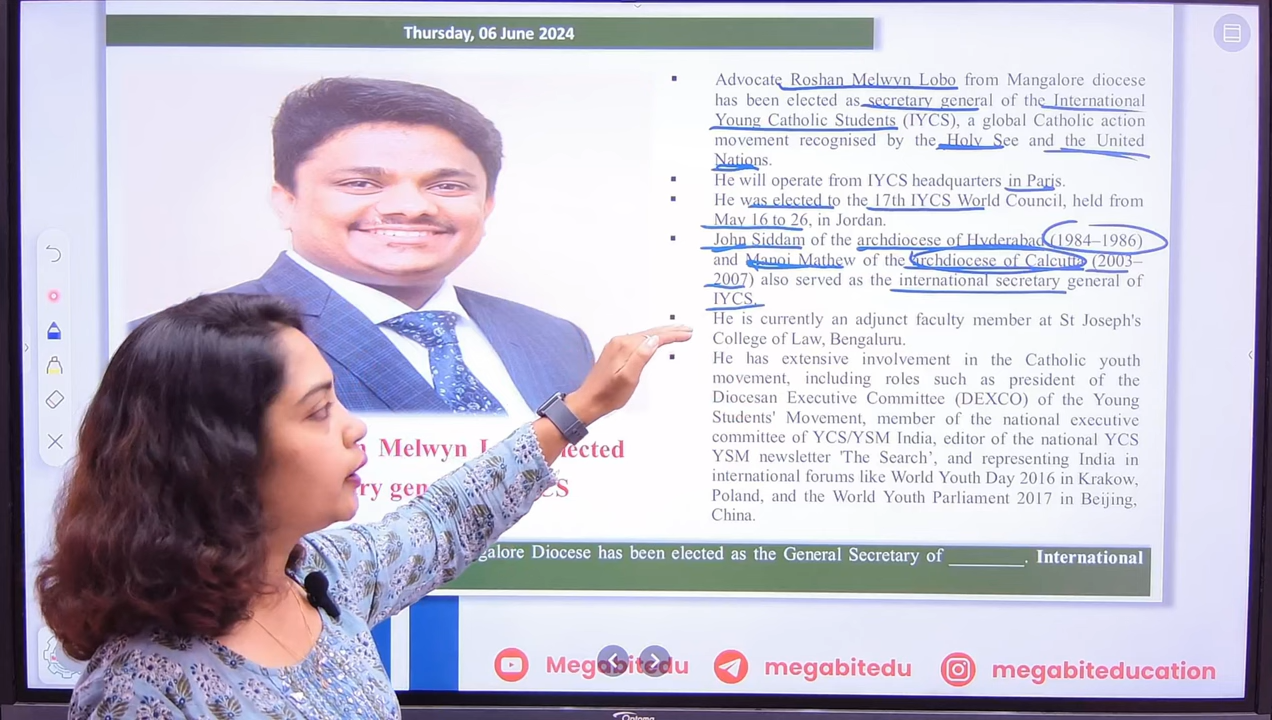 Thursday, 06 June 2024
Advocate Roshan Melwyn Lobo from Mangalore diocese
has been elected as secretary general of the International
Young Catholic Students (IYCS), a global Catholic action
movement recognised by the Holy See and the United
Nations.
He will operate from IYCS headquarters in Paris.
He was elected to the 17th IYCS World Council, held from
May 16 to 26, in Jordan.
John Siddam of the archdiocese of Hyderabad (1984–1986)
and Manoj Mathew of the archdiocese of Calcutta (2003–
2007) also served as the international secretary general of
IYCS.
He is currently an adjunct faculty member at St Joseph's
College of Law, Bengaluru.
He has extensive involvement in the Catholic youth
movement, including roles such as president of the
Diocesan Executive Committee (DEXCO) of the Young
Students' Movement, member of the national executive
committee of YCS/YSM India, editor of the national YCS
YSM newsletter 'The Search', and representing India in
international forums like World Youth Day 2016 in Krakow,
Poland, and the World Youth Parliament 2017 in Beijing,
China.
Melwyn
Diocese has been elected as the General Secretary of ________. International
Megabitedu
megabitedu
megabiteducation
Optoma